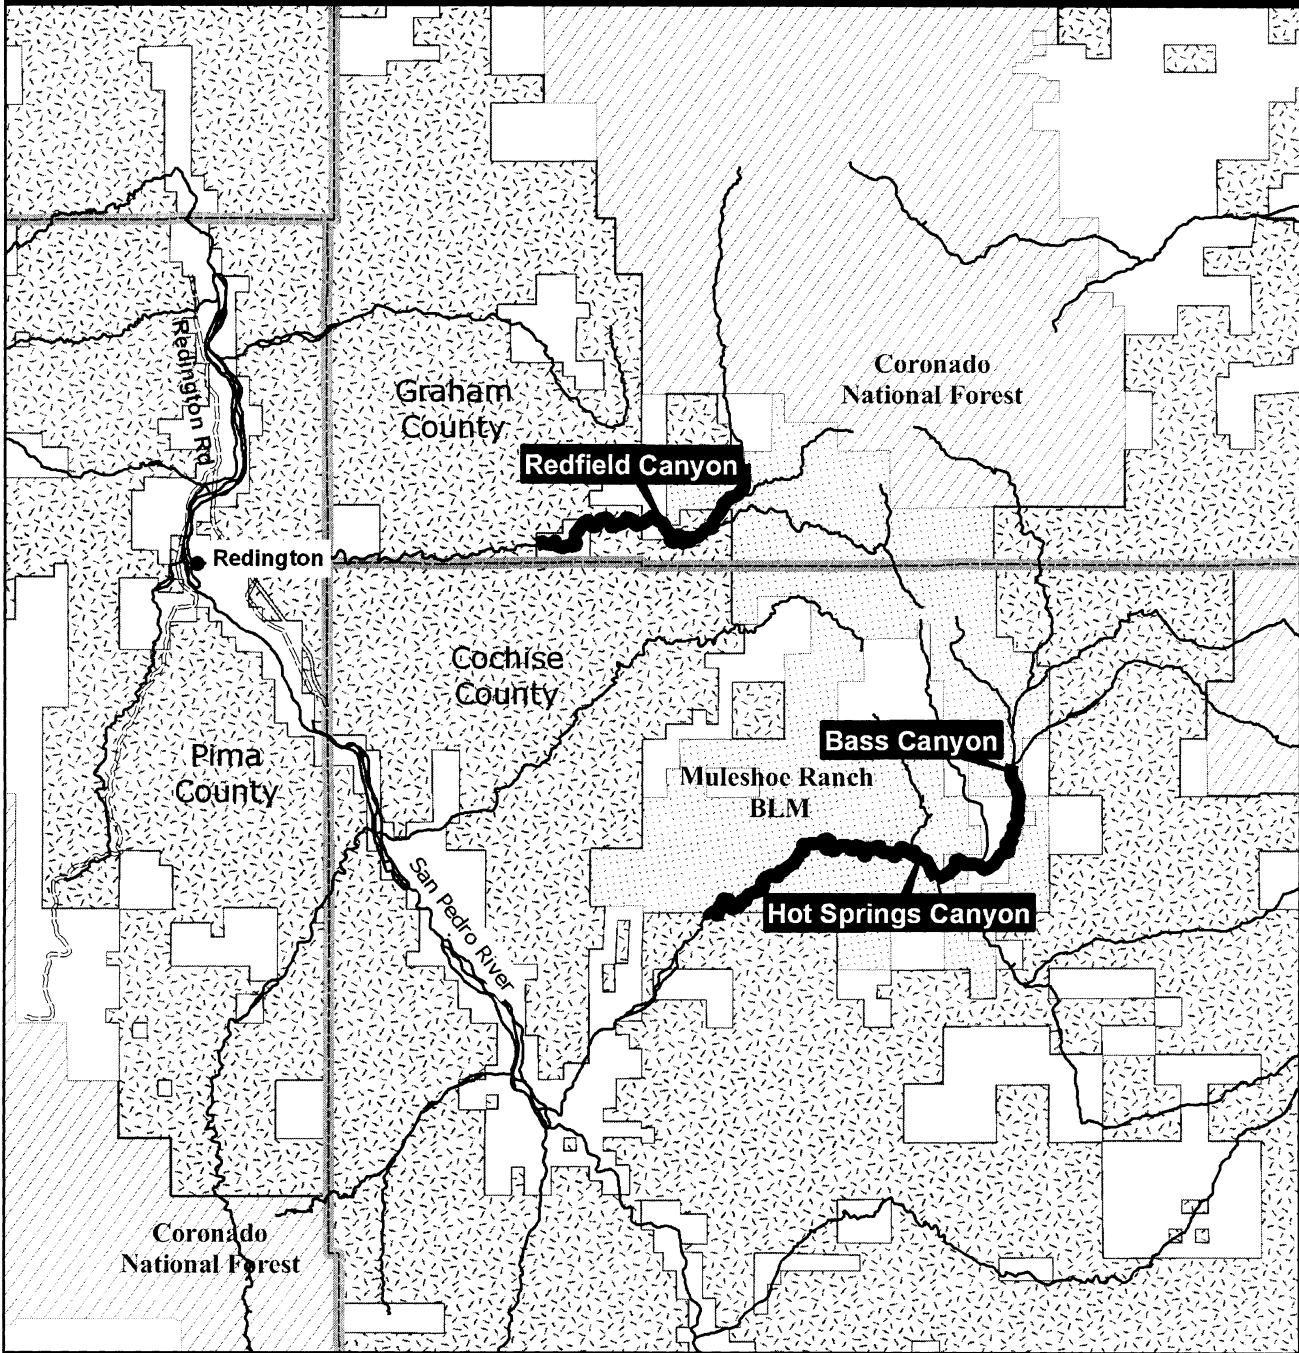 Coronado
National Forest
Redington Rd
Graham
County
Redfield Canyon
Redington
Cochise
County
Bass Canyon
Pima
County
Muleshoe Ranch
BLM
San Pedro River
Hot Springs Canyon
Coronado
National Forest